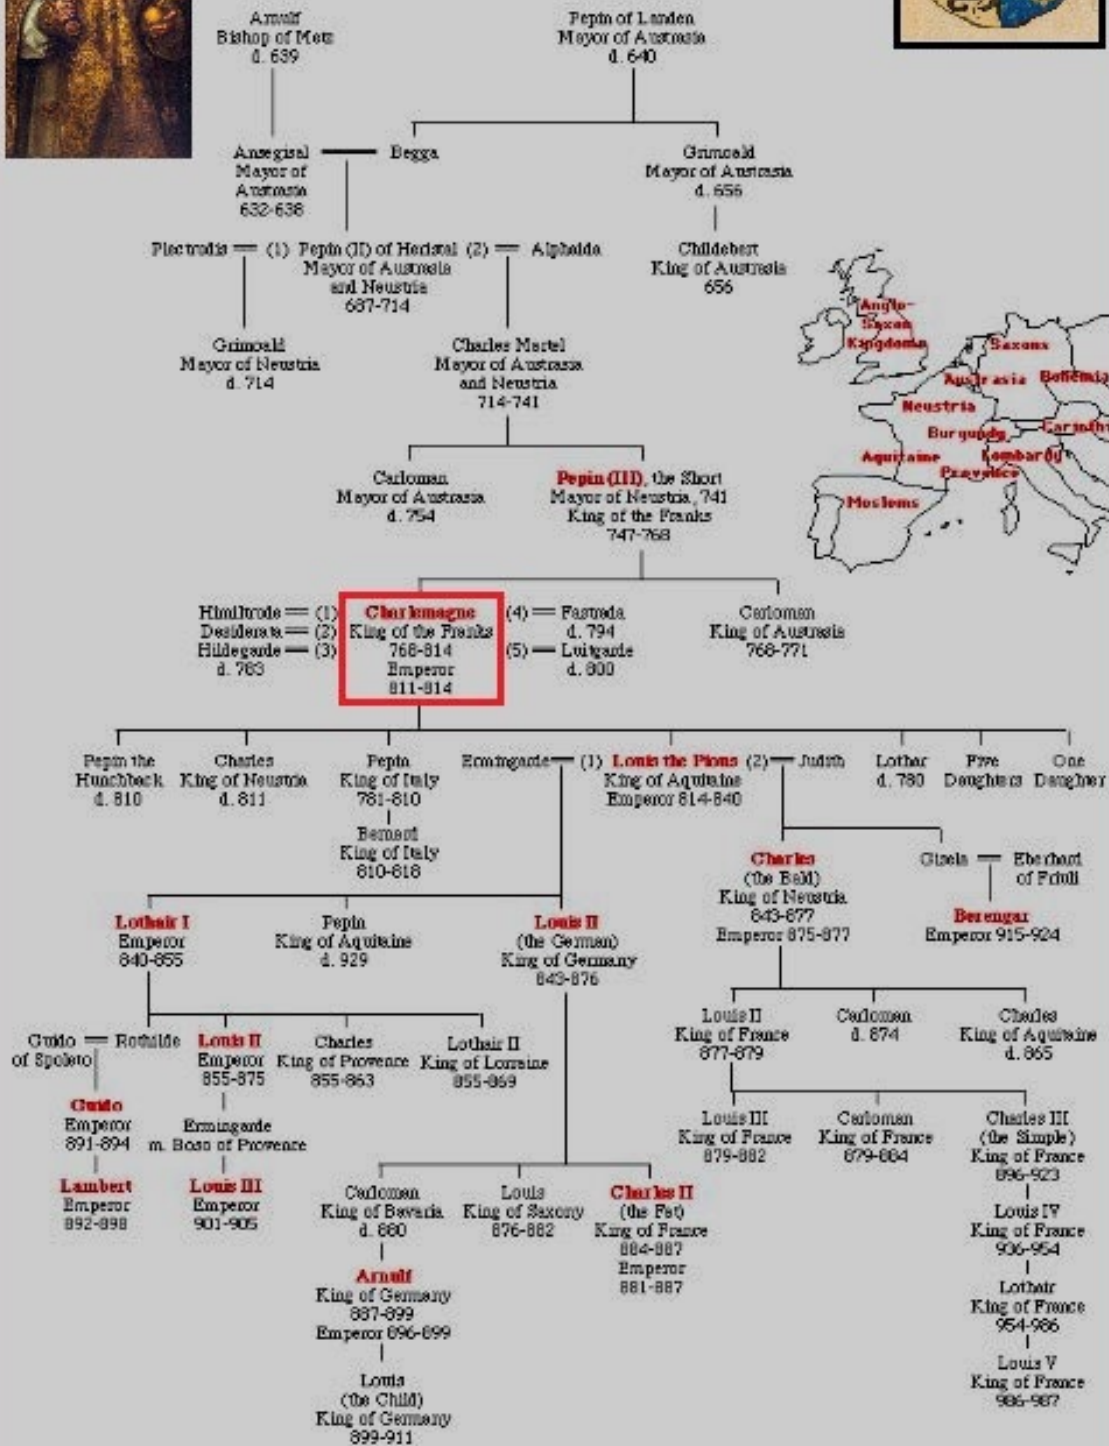 Arnulf
Bishop of Metz
d. 639
Pepin of Landen
Mayor of Austrasia
d. 640
Ansegisal
Mayor of
Austrasia
632-638
Begga
Grimoald
Mayor of Austrasia
d. 656
Plectrudis
(1) Pepin (II) of Heristal (2)
Mayor of Austrasia
and Neustria
687-714
Alphaida
Childebert
King of Austrasia
656
Grimoald
Mayor of Neustria
d. 714
Charles Martel
Mayor of Austrasia
and Neustria
714-741
Anglo-
Saxon
Kingdoms
Saxons
Austrasia
Bohemia
Neustria
Burgundy
Carinth
Aquitaine
Lombardy
Provence
Moslems
Carloman
Mayor of Austrasia
d. 754
Pepin (III), the Short
Mayor of Neustria, 741
King of the Franks
747-768
Himiltrude (1)
Desiderata (2)
Hildegarde (3)
d. 783
Charlemagne
King of the Franks
768-814
Emperor
811-814
(4) Fastrada
d. 794
(5) Luitgarde
d. 800
Carloman
King of Austrasia
768-771
Pepin the
Hunchback
d. 810
Charles
King of Neustria
d. 811
Pepin
King of Italy
781-810
Bernard
King of Italy
810-818
Ermingarde
(1) Louis the Pious (2)
King of Aquitaine
Emperor 814-840
Judith
Lothar
d. 780
Five
Daughters
One
Daughter
Charles
(the Bald)
King of Neustria
843-877
Emperor 875-877
Gisela
Eberhard
of Friuli
Berengar
Emperor 915-924
Lothair I
Emperor
840-855
Pepin
King of Aquitaine
d. 929
Louis II
(the German)
King of Germany
843-876
Guido
of Spoleto
Rothilde
Louis II
Emperor
855-875
Charles
King of Provence
855-863
Lothair II
King of Lorraine
855-869
Louis II
King of France
877-879
Carloman
d. 874
Charles
King of Aquitaine
d. 865
Guido
Emperor
891-894
Ermingarde
m. Boso of Provence
Lambert
Emperor
892-898
Louis III
Emperor
901-905
Louis III
King of France
879-882
Carloman
King of France
879-884
Charles III
(the Simple)
King of France
896-923
Carloman
King of Bavaria
d. 880
Louis
King of Saxony
876-882
Charles II
(the Fat)
King of France
884-887
Emperor
881-887
Louis IV
King of France
936-954
Arnulf
King of Germany
887-899
Emperor 896-899
Lothair
King of France
954-986
Louis
(the Child)
King of Germany
899-911
Louis V
King of France
986-987